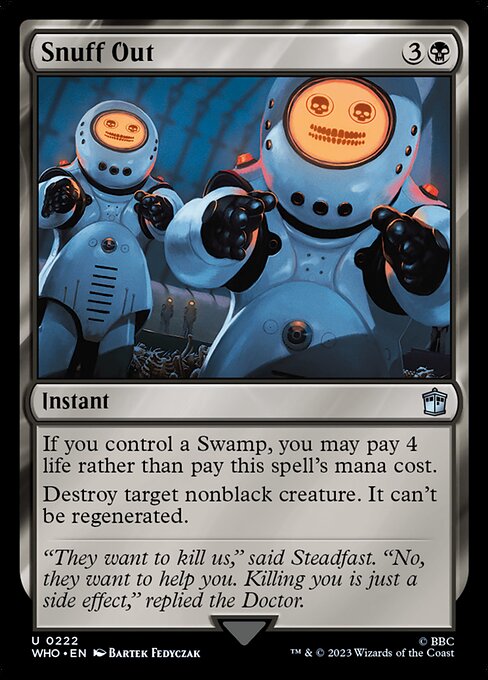 Snuff Out 3
Instant
If you control a Swamp, you may pay 4
life rather than pay this spell's mana cost.
Destroy target nonblack creature. It can't
be regenerated.
"They want to kill us," said Steadfast. "No,
they want to help you. Killing you is just a
side effect," replied the Doctor.
U 0222
WHO • EN Bartek Fedyczak
© BBC
™ & © 2023 Wizards of the Coast